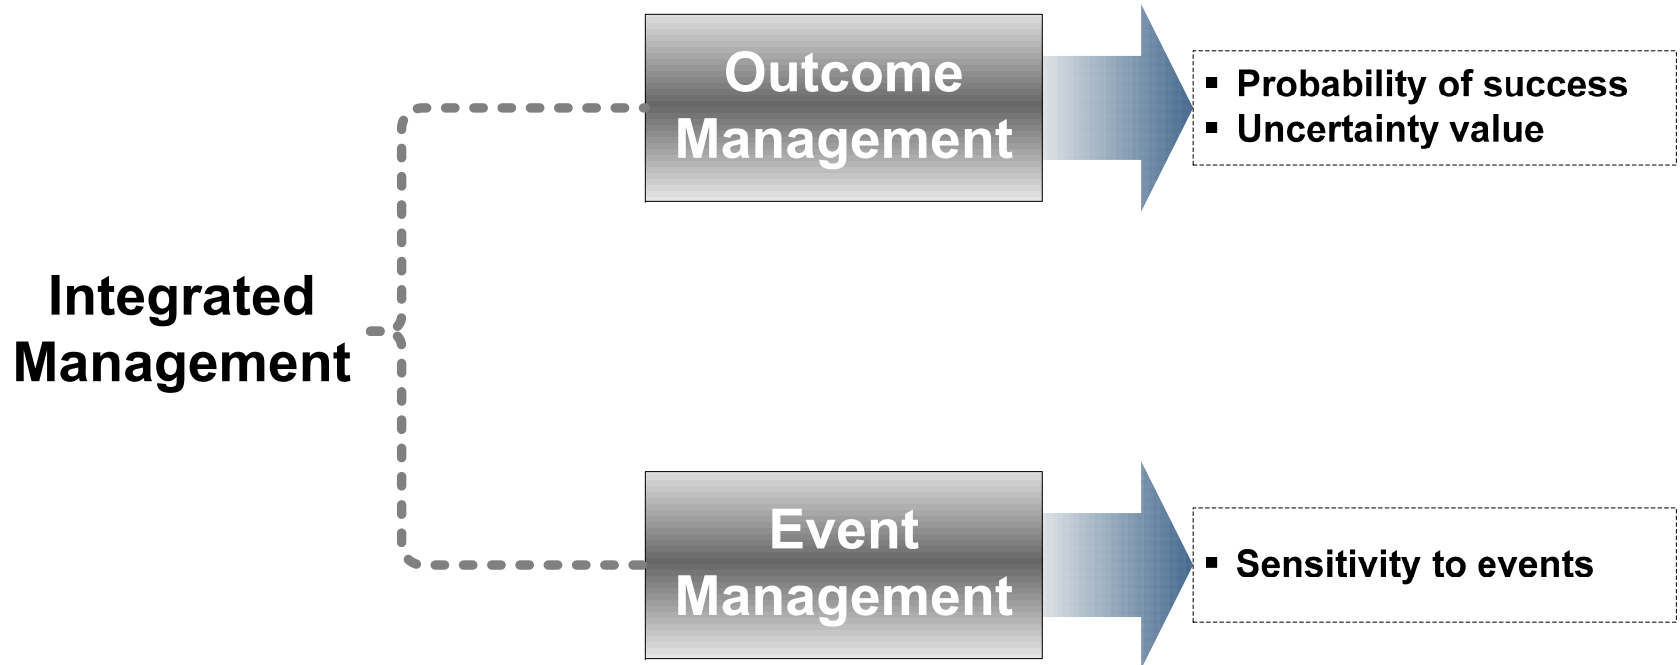 Outcome
Management
▪ Probability of success
▪ Uncertainty value
Integrated
Management
Event
Management
▪ Sensitivity to events